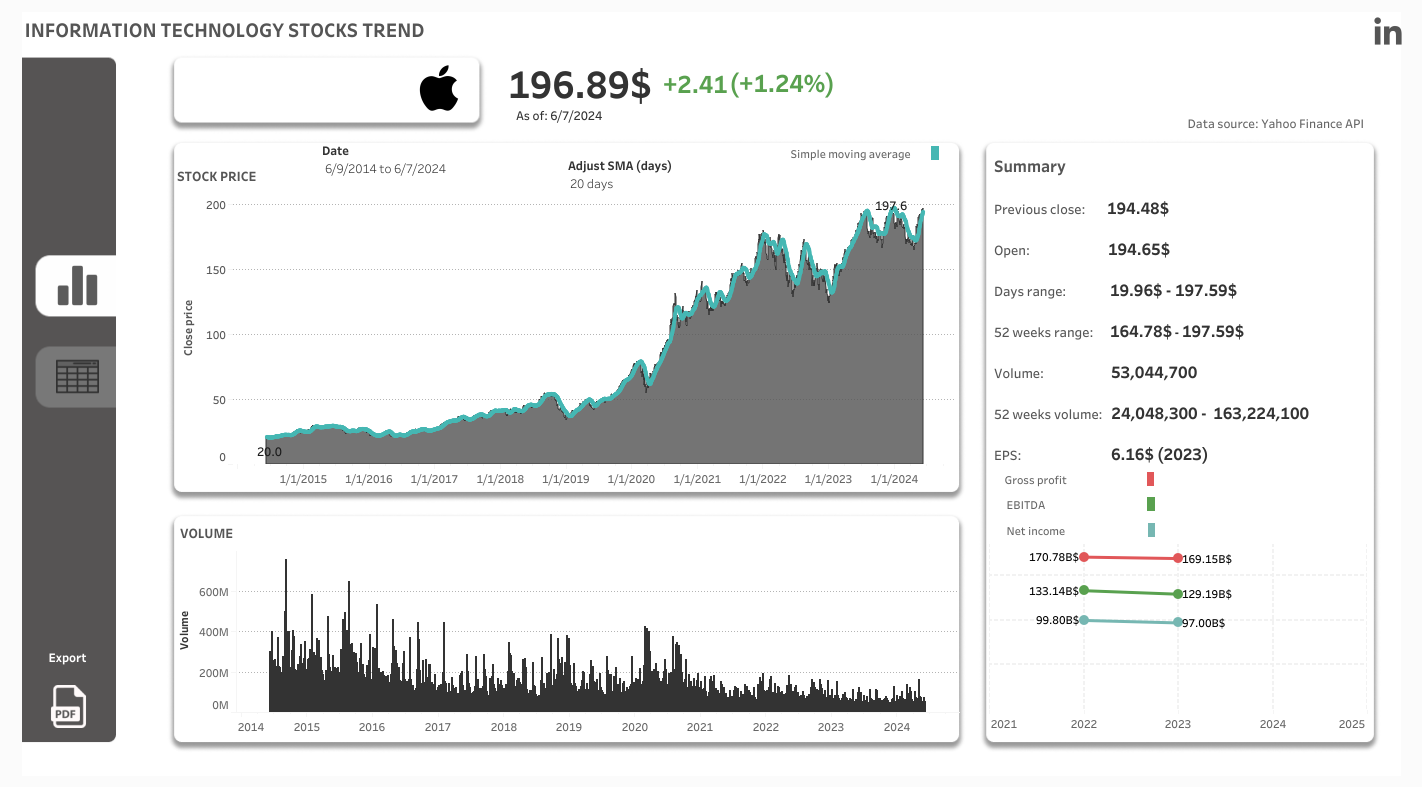 INFORMATION TECHNOLOGY STOCKS TREND
in
196.89$ +2.41(+1.24%)
As of: 6/7/2024
Data source: Yahoo Finance API
Date
6/9/2014 to 6/7/2024
Adjust SMA (days)
20 days
Simple moving average
STOCK PRICE
200
150
100
50
0
Close price
197.6
20.0
1/1/2015 1/1/2016 1/1/2017 1/1/2018 1/1/2019 1/1/2020 1/1/2021 1/1/2022 1/1/2023 1/1/2024
VOLUME
600M
400M
200M
0M
Volume
2014 2015 2016 2017 2018 2019 2020 2021 2022 2023 2024
Summary
Previous close: 194.48$
Open: 194.65$
Days range: 19.96$ - 197.59$
52 weeks range: 164.78$ - 197.59$
Volume: 53,044,700
52 weeks volume: 24,048,300 - 163,224,100
EPS: 6.16$ (2023)
Gross profit
EBITDA
Net income
170.78B$ 169.15B$
133.14B$ 129.19B$
99.80B$ 97.00B$
2021 2022 2023 2024 2025
Export
PDF